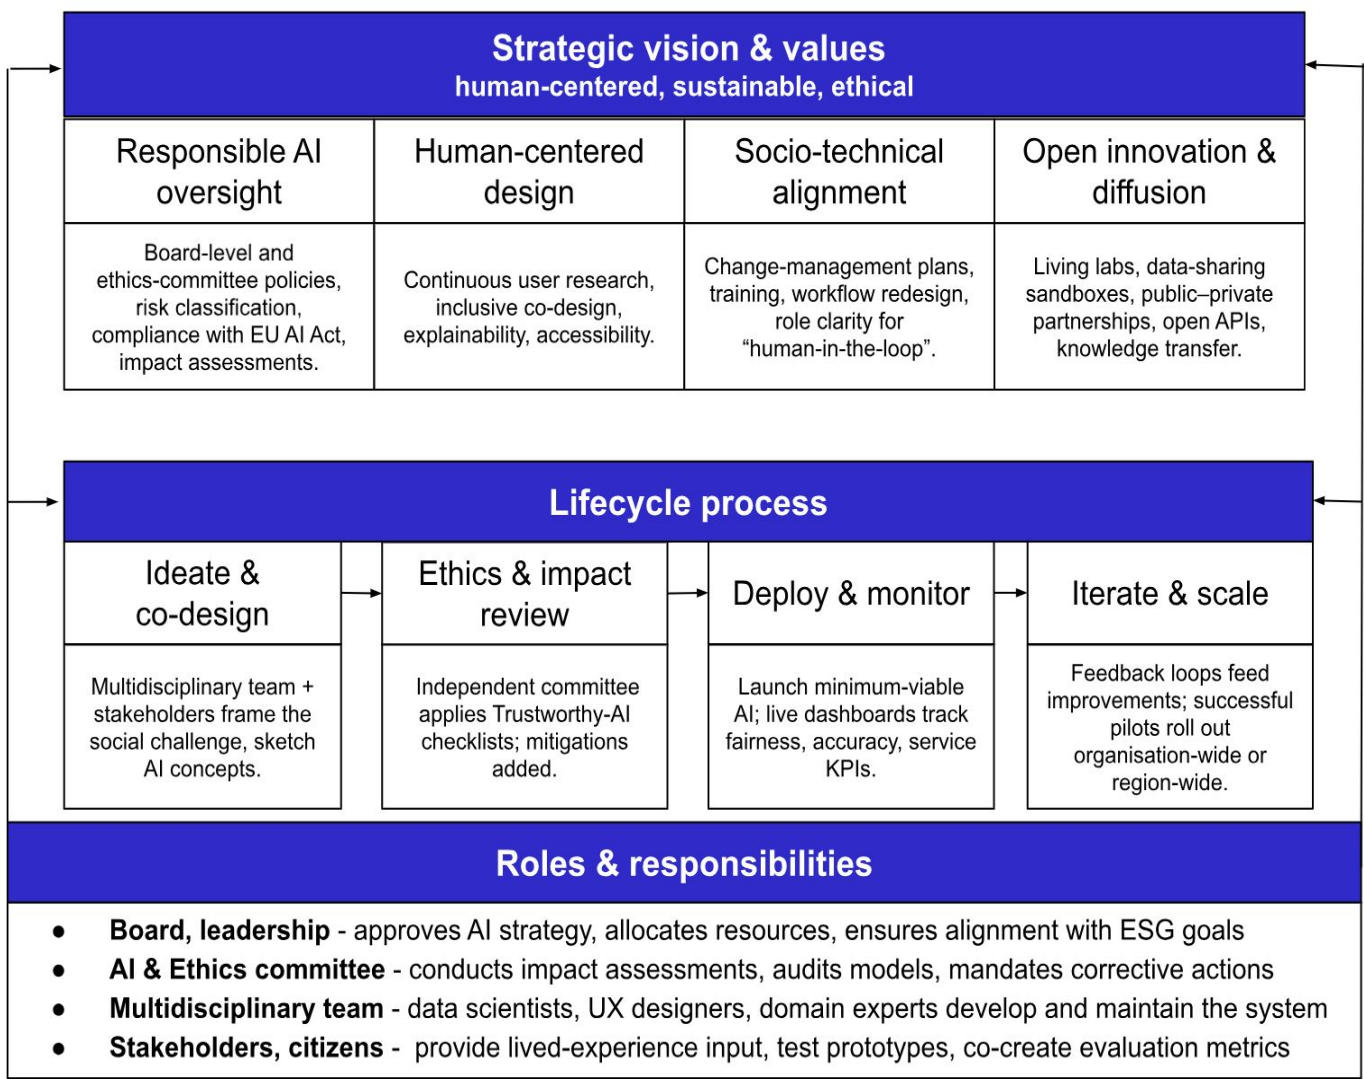 Strategic vision & values
human-centered, sustainable, ethical
Responsible AI
oversight
Board-level and
ethics-committee policies,
risk classification,
compliance with EU AI Act,
impact assessments.
Human-centered
design
Continuous user research,
inclusive co-design,
explainability, accessibility.
Socio-technical
alignment
Change-management plans,
training, workflow redesign,
role clarity for
“human-in-the-loop”.
Open innovation &
diffusion
Living labs, data-sharing
sandboxes, public–private
partnerships, open APIs,
knowledge transfer.
Lifecycle process
Ideate &
co-design
Multidisciplinary team +
stakeholders frame the
social challenge, sketch
AI concepts.
Ethics & impact
review
Independent committee
applies Trustworthy-AI
checklists; mitigations
added.
Deploy & monitor
Launch minimum-viable
AI; live dashboards track
fairness, accuracy, service
KPIs.
Iterate & scale
Feedback loops feed
improvements; successful
pilots roll out
organisation-wide or
region-wide.
Roles & responsibilities
● Board, leadership - approves AI strategy, allocates resources, ensures alignment with ESG goals
● AI & Ethics committee - conducts impact assessments, audits models, mandates corrective actions
● Multidisciplinary team - data scientists, UX designers, domain experts develop and maintain the system
● Stakeholders, citizens - provide lived-experience input, test prototypes, co-create evaluation metrics